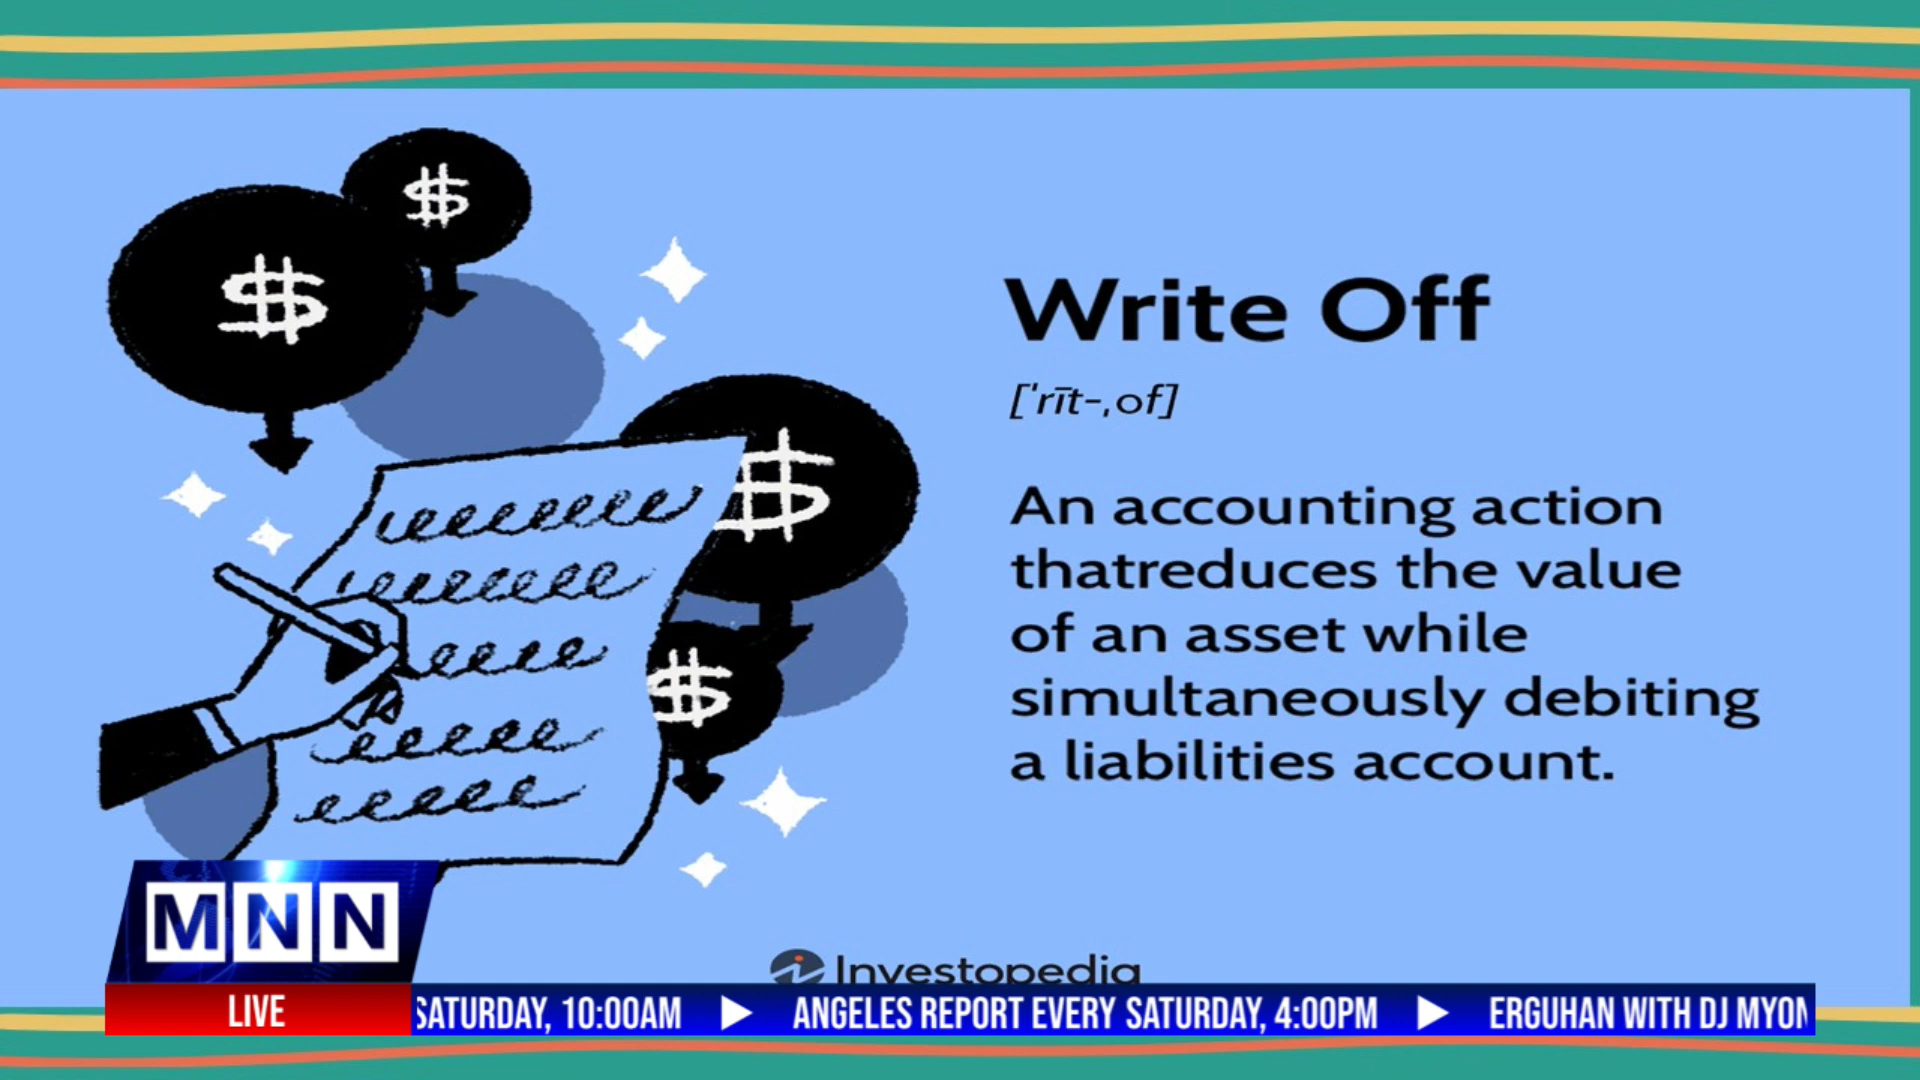 Write Off
['rīt-ˌof]
An accounting action
thatreduces the value
of an asset while
simultaneously debiting
a liabilities account.
Investopedia
MNN
LIVE
SATURDAY, 10:00AM ▶ ANGELES REPORT EVERY SATURDAY, 4:00PM ▶ ERGUHAN WITH DJ